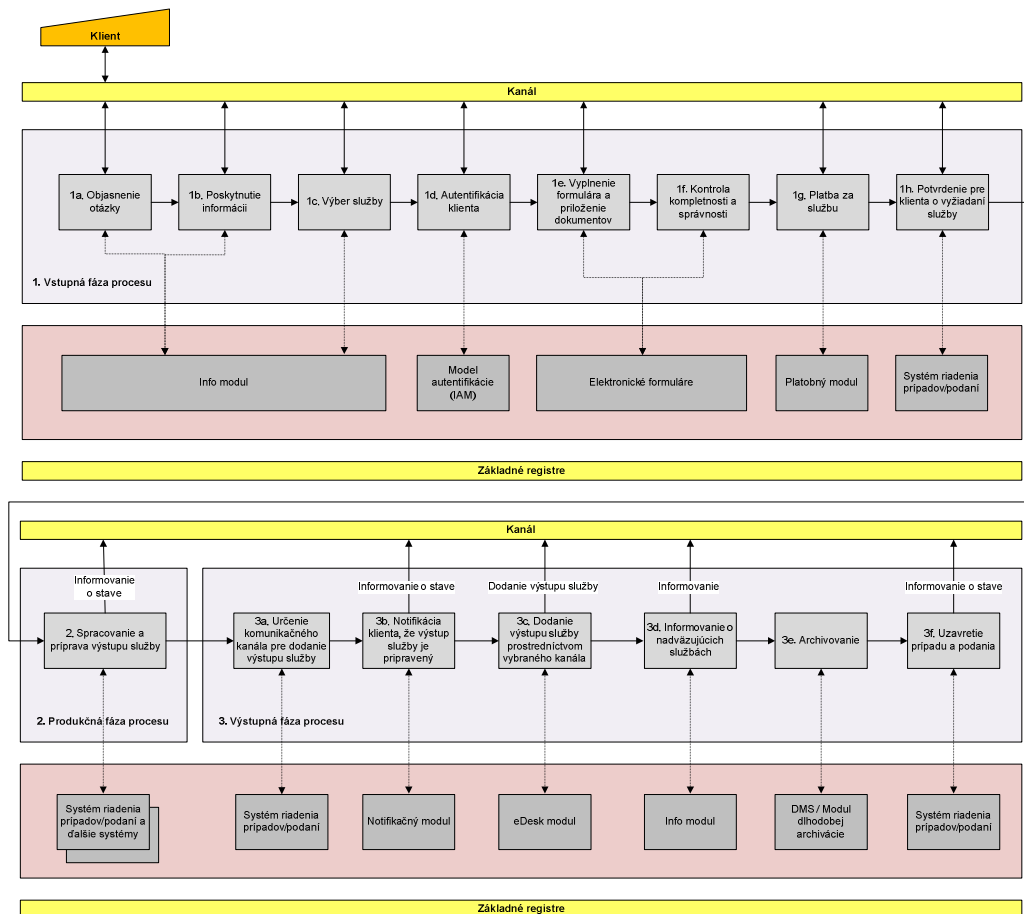 Klient
Kanál
1a. Objasnenie
otázky
1b. Poskytnutie
informácii
1c. Výber služby
1d. Autentifikácia
klienta
1e. Vyplnenie
formulára a
priloženie
dokumentov
1f. Kontrola
kompletnosti a
správnosti
1g. Platba za
službu
1h. Potvrdenie pre
klienta o vyžiadaní
služby
1. Vstupná fáza procesu
Info modul
Model
autentifikácie
(IAM)
Elektronické formuláre
Platobný modul
Systém riadenia
prípadov/podaní
Základné registre
Kanál
Informovanie
o stave
Informovanie o stave
Dodanie výstupu služby
Informovanie
Informovanie o stave
2. Spracovanie a
príprava výstupu služby
3a. Určenie
komunikačného
kanála pre dodanie
výstupu služby
3b. Notifikácia
klienta, že výstup
služby je
pripravený
3c. Dodanie
výstupu služby
prostredníctvom
vybraného kanála
3d. Informovanie o
nadväzujúcich
službách
3e. Archivovanie
3f. Uzavretie
prípadu a podania
2. Produkčná fáza procesu
3. Výstupná fáza procesu
Systém riadenia
prípadov/podaní a
ďalšie systémy
Systém riadenia
prípadov/podaní
Notifikačný modul
eDesk modul
Info modul
DMS / Modul
dlhodobej
archivácie
Systém riadenia
prípadov/podaní
Základné registre